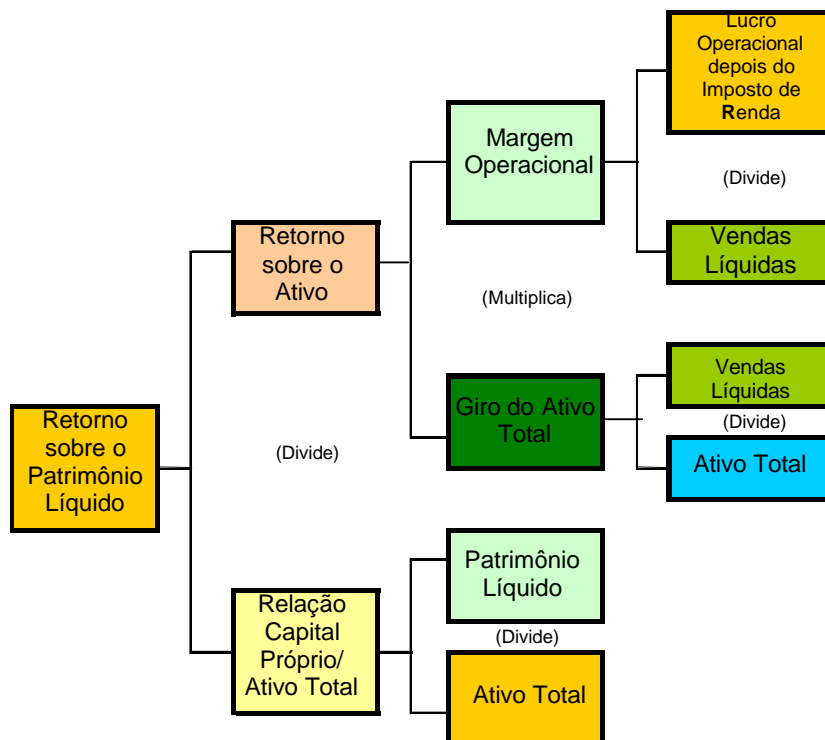 Lucro
Operacional
depois do
Imposto de
Renda
Margem
Operacional
(Divide)
Vendas
Líquidas
Retorno
sobre o
Ativo
(Multiplica)
Vendas
Líquidas
(Divide)
Ativo Total
Giro do Ativo
Total
Retorno
sobre o
Patrimônio
Líquido
(Divide)
Patrimônio
Líquido
(Divide)
Ativo Total
Relação
Capital
Próprio/
Ativo Total